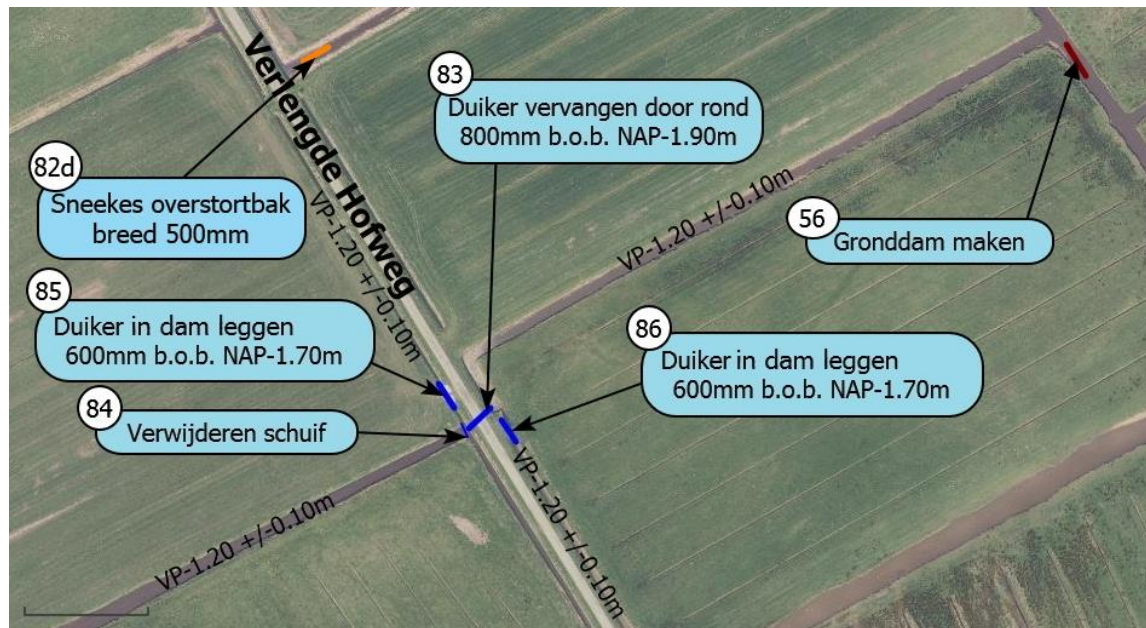 Verlengde Hofweg
83
Duiker vervangen door rond
800mm b.o.b. NAP-1.90m
82d
Sneekes overstortbak
breed 500mm
VP-1.20 +/-0.10m
VP-1.20 +/-0.10m
56
Gronddam maken
85
Duiker in dam leggen
600mm b.o.b. NAP-1.70m
86
Duiker in dam leggen
600mm b.o.b. NAP-1.70m
84
Verwijderen schuif
VP-1.20 +/-0.10m
VP-1.20 +/-0.10m